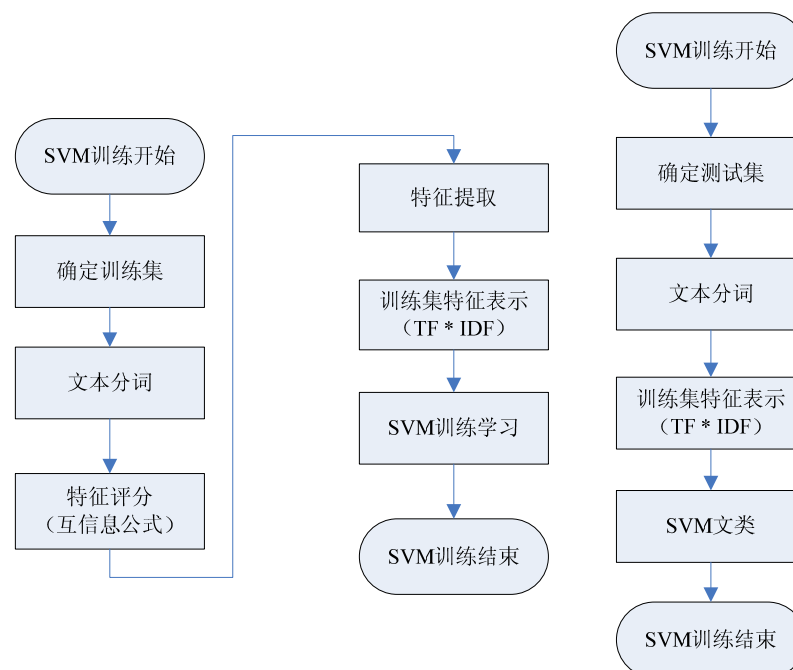 SVM训练开始
确定训练集
文本分词
特征评分
（互信息公式）
特征提取
训练集特征表示
（TF * IDF）
SVM训练学习
SVM训练结束
SVM训练开始
确定测试集
文本分词
训练集特征表示
（TF * IDF）
SVM文类
SVM训练结束